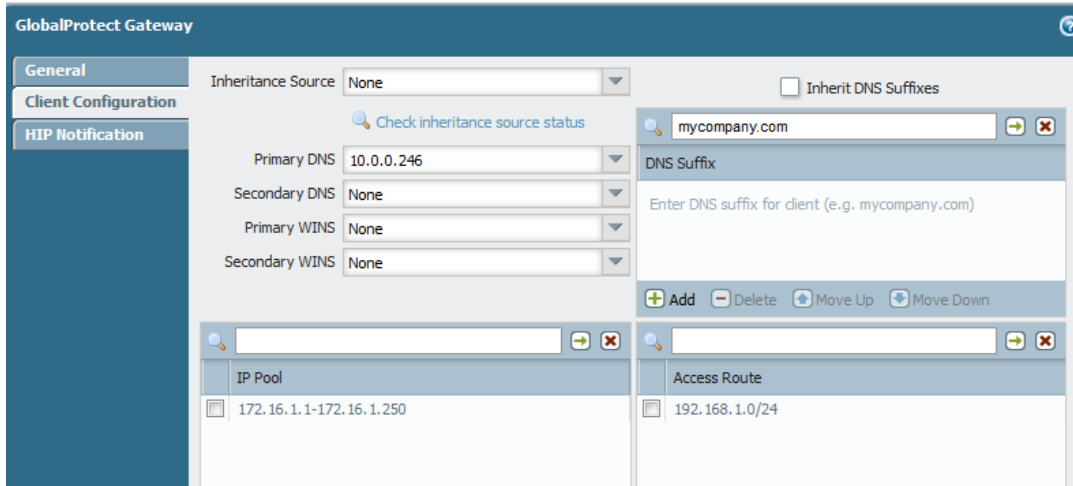 GlobalProtect Gateway
General
Client Configuration
HIP Notification
Inheritance Source None
Check inheritance source status
Primary DNS 10.0.0.246
Secondary DNS None
Primary WINS None
Secondary WINS None
Inherit DNS Suffixes
mycompany.com
DNS Suffix
Enter DNS suffix for client (e.g. mycompany.com)
Add Delete Move Up Move Down
IP Pool
172.16.1.1-172.16.1.250
Access Route
192.168.1.0/24